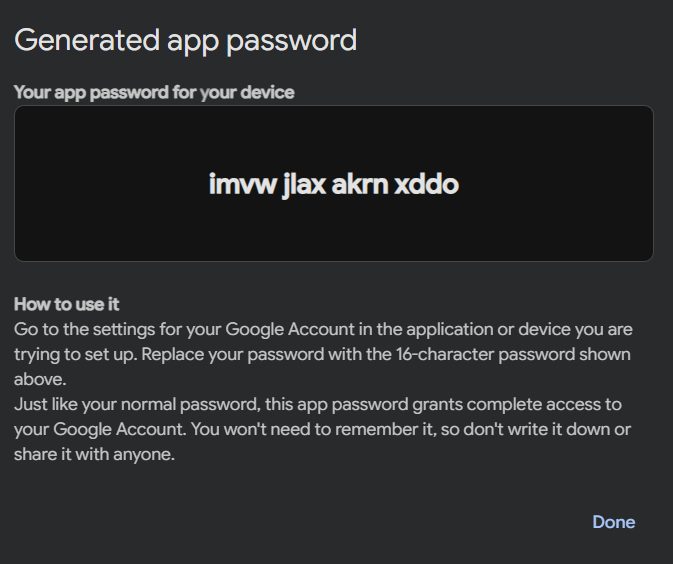 Generated app password
Your app password for your device
imvw jlax akrn xddo
How to use it
Go to the settings for your Google Account in the application or device you are
trying to set up. Replace your password with the 16-character password shown
above.
Just like your normal password, this app password grants complete access to
your Google Account. You won't need to remember it, so don't write it down or
share it with anyone.
Done